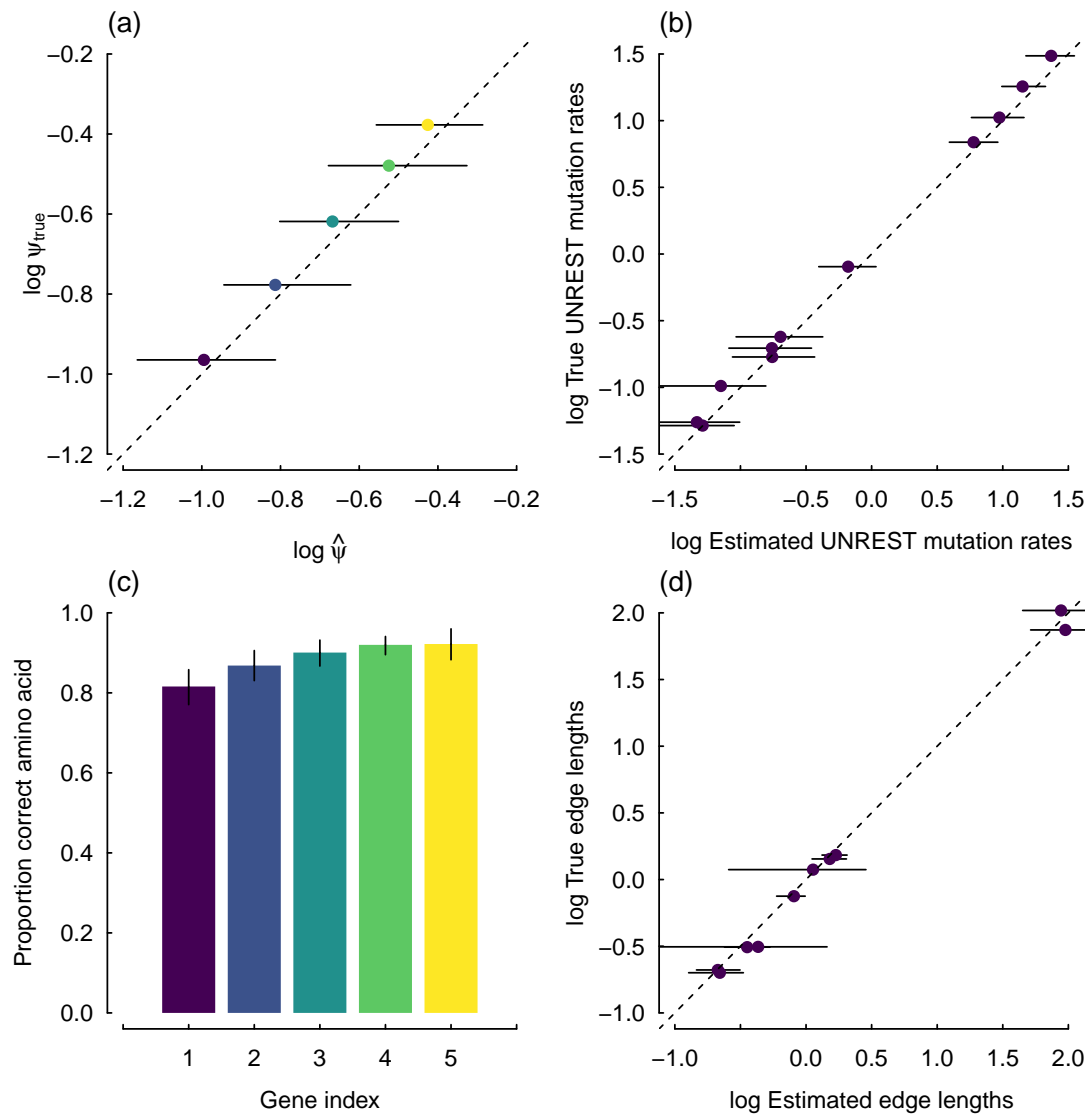 (a)
−0.2
−0.4
−0.6
−0.8
−1.0
−1.2
log ψtrue
−1.2 −1.0 −0.8 −0.6 −0.4 −0.2
log ψ̂
(b)
1.5
1.0
0.5
0.0
−0.5
−1.0
−1.5
log True UNREST mutation rates
−1.5 −0.5 0.0 0.5 1.0 1.5
log Estimated UNREST mutation rates
(c)
1.0
0.8
0.6
0.4
0.2
0.0
Proportion correct amino acid
1 2 3 4 5
Gene index
(d)
2.0
1.5
1.0
0.5
0.0
−0.5
−1.0
log True edge lengths
−1.0 0.0 0.5 1.0 1.5 2.0
log Estimated edge lengths